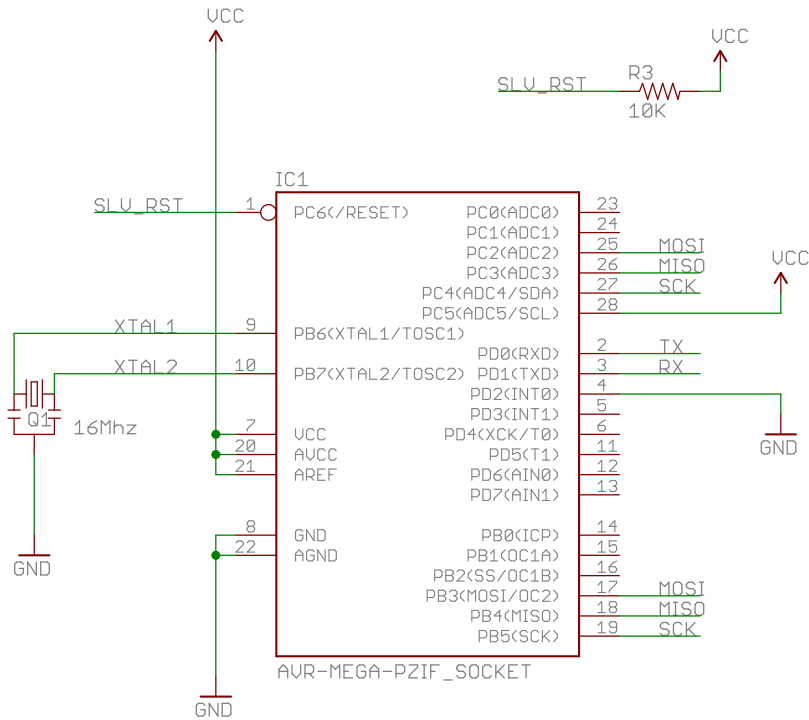 VCC
VCC
SLV_RST
R3
10K
IC1
SLV_RST
1
PC6(/RESET)
PC0(ADC0)
23
PC1(ADC1)
24
PC2(ADC2)
25
MOSI
PC3(ADC3)
26
MISO
PC4(ADC4/SDA)
27
SCK
PC5(ADC5/SCL)
28
VCC
XTAL1
9
PB6(XTAL1/TOSC1)
XTAL2
10
PB7(XTAL2/TOSC2)
PD0(RXD)
2
TX
PD1(TXD)
3
RX
PD2(INT0)
4
PD3(INT1)
5
PD4(XCK/T0)
6
PD5(T1)
11
PD6(AIN0)
12
PD7(AIN1)
13
GND
Q1
16Mhz
7
VCC
20
AVCC
21
AREF
8
GND
22
AGND
GND
PB0(ICP)
14
PB1(OC1A)
15
PB2(SS/OC1B)
16
PB3(MOSI/OC2)
17
MOSI
PB4(MISO)
18
MISO
PB5(SCK)
19
SCK
AVR-MEGA-PZIF_SOCKET
GND